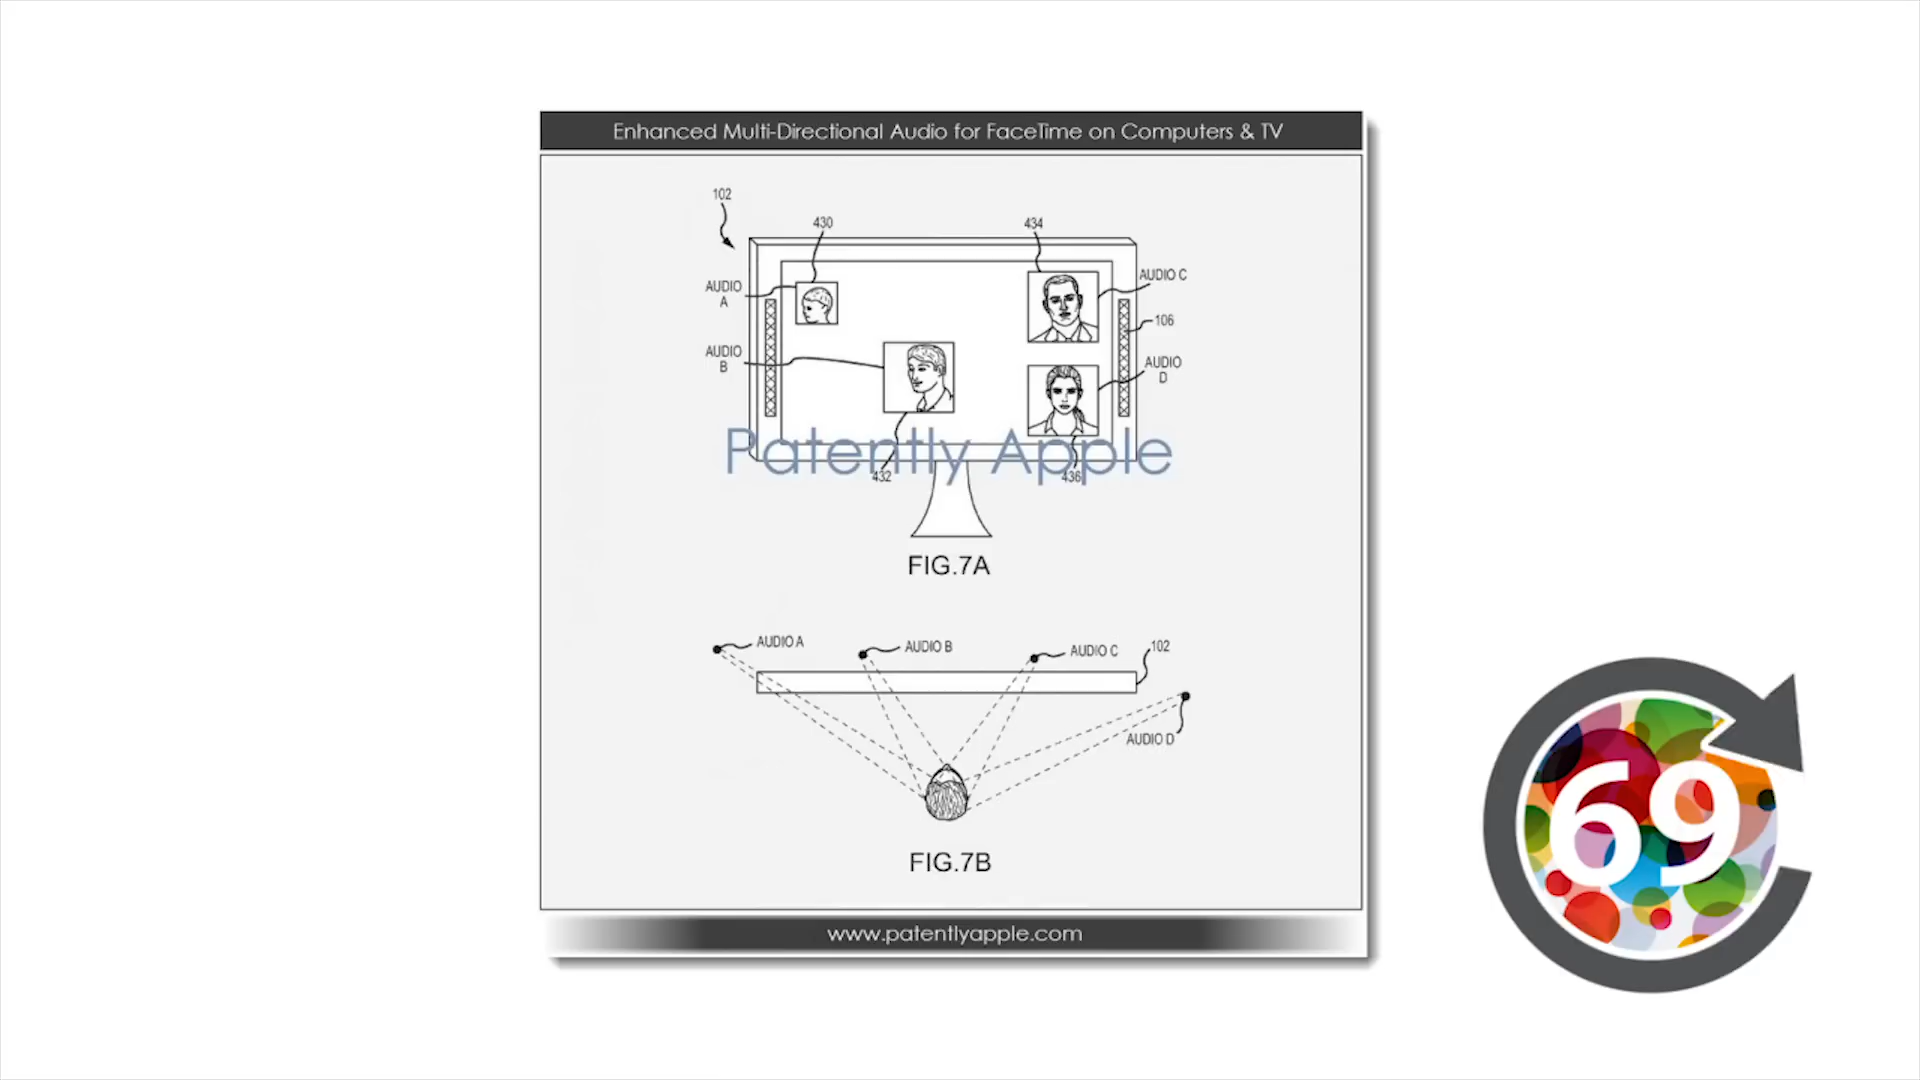 Enhanced Multi-Directional Audio for FaceTime on Computers & TV
102
430
434
AUDIO
A
AUDIO C
106
AUDIO
B
AUDIO
D
Patently Apple
432
436
FIG.7A
AUDIO A
AUDIO B
AUDIO C
102
AUDIO D
FIG.7B
www.patentlyapple.com
69